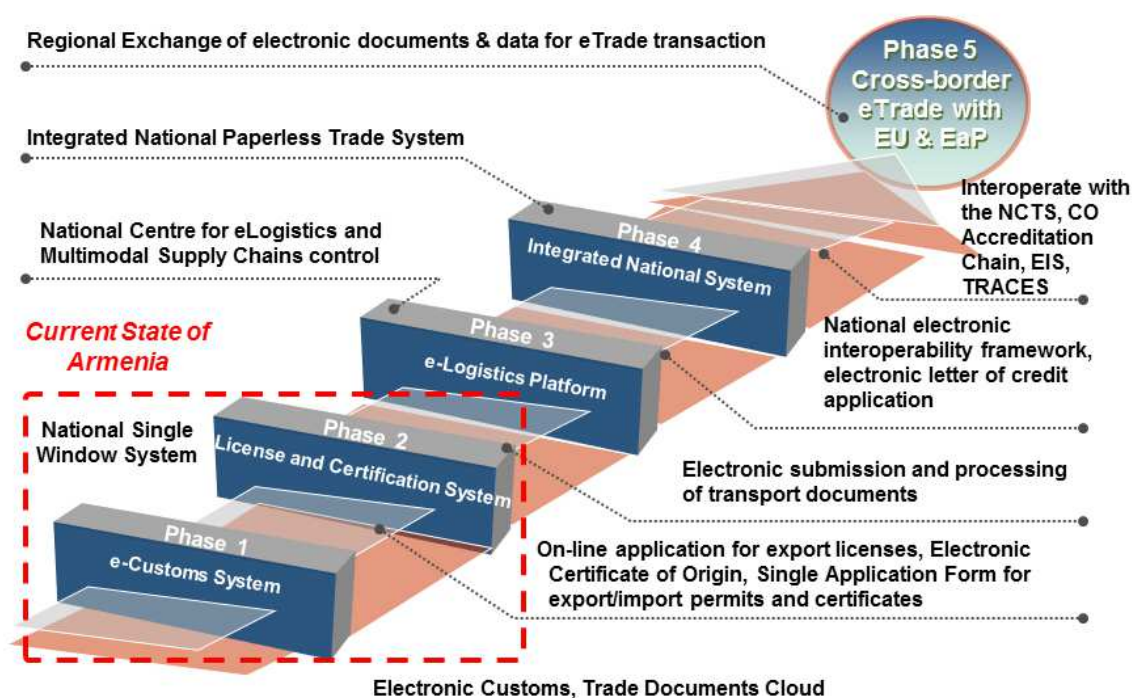 Regional Exchange of electronic documents & data for eTrade transaction
Phase 5
Cross-border
eTrade with
EU & EaP
Integrated National Paperless Trade System
Interoperate with
the NCTS, CO
Accreditation
Chain, EIS,
TRACES
National Centre for eLogistics and
Multimodal Supply Chains control
Phase 4
Integrated National System
Current State of
Armenia
Phase 3
e-Logistics Platform
National electronic
interoperability framework,
electronic letter of credit
application
National Single
Window System
Phase 2
License and Certification System
Electronic submission and processing
of transport documents
Phase 1
e-Customs System
On-line application for export licenses, Electronic
Certificate of Origin, Single Application Form for
export/import permits and certificates
Electronic Customs, Trade Documents Cloud